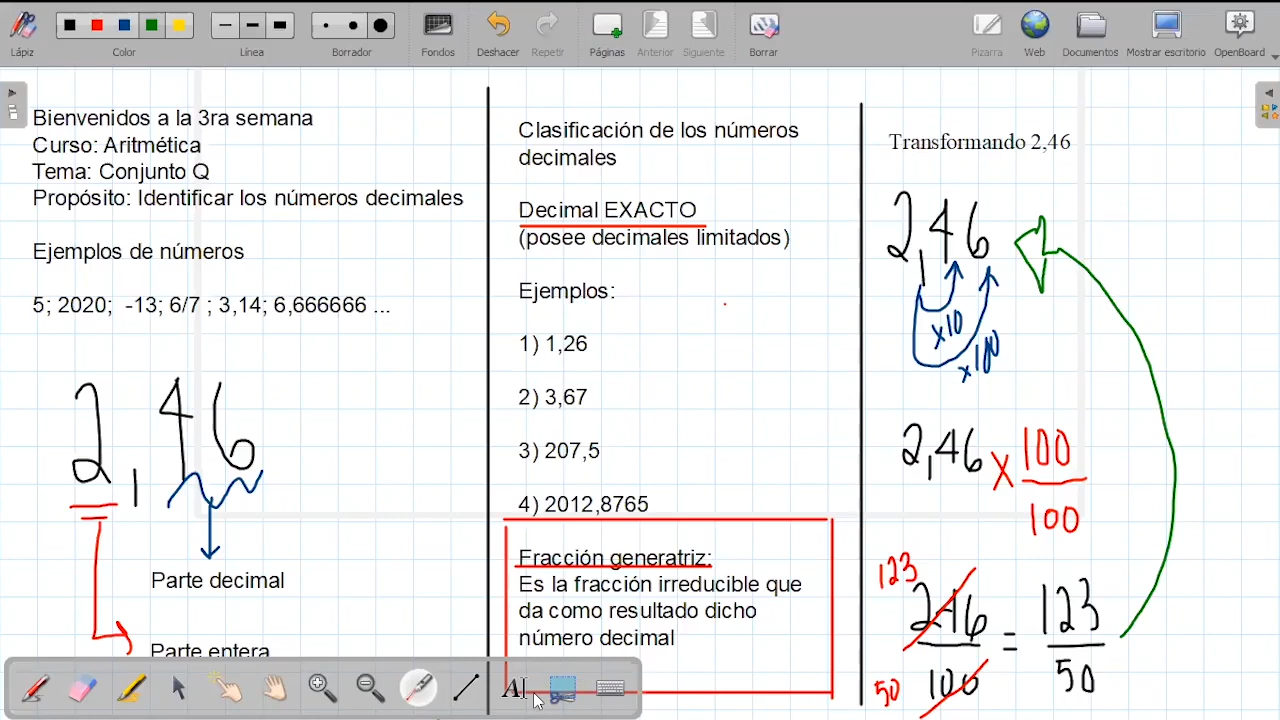 Lápiz
Color
Línea
Borrador
Fondos
Deshacer
Repetir
Páginas
Anterior
Siguiente
Borrar
Pizarra
Web
Documentos
Mostrar escritorio
OpenBoard
Bienvenidos a la 3ra semana
Curso: Aritmética
Tema: Conjunto Q
Propósito: Identificar los números decimales
Ejemplos de números
5; 2020; -13; 6/7 ; 3,14; 6,666666 ...
2,46
Parte decimal
Parte entera
Clasificación de los números
decimales
Decimal EXACTO
(posee decimales limitados)
Ejemplos:
1) 1,26
2) 3,67
3) 207,5
4) 2012,8765
Fracción generatriz:
Es la fracción irreducible que
da como resultado dicho
número decimal
Transformando 2,46
2,46
x10
x100
2,46 x 100
100
123
246 = 123
50 100 50
AI